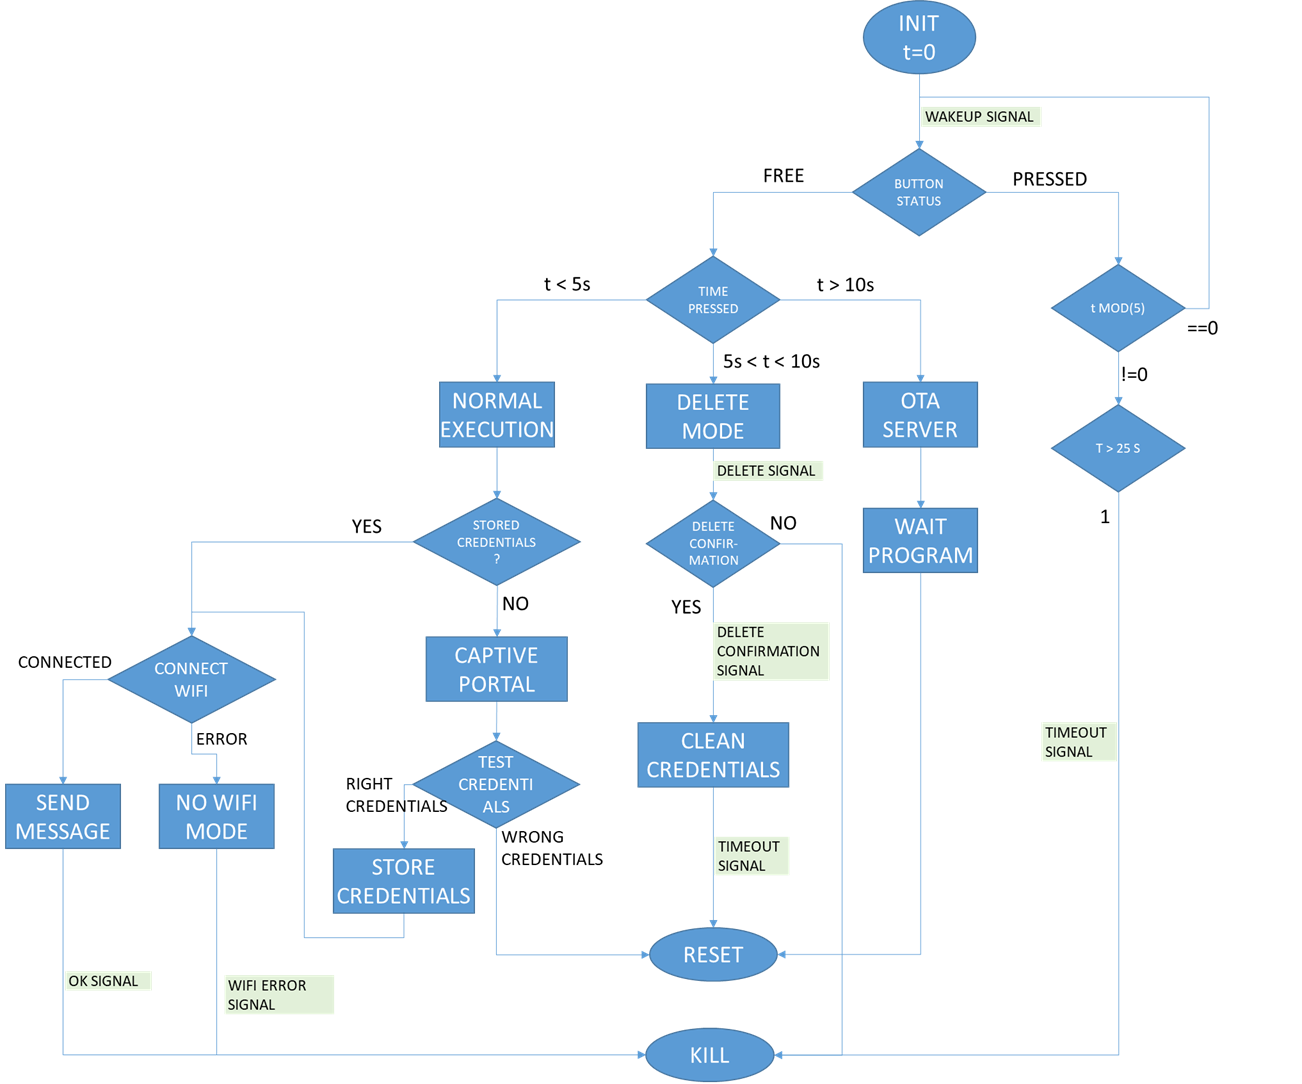 INIT
t=0
WAKEUP SIGNAL
FREE
BUTTON
STATUS
PRESSED
t < 5s
TIME
PRESSED
t > 10s
t MOD(5)
==0
5s < t < 10s
!=0
NORMAL
EXECUTION
DELETE
MODE
OTA
SERVER
T > 25 S
DELETE SIGNAL
YES
STORED
CREDENTIALS
?
DELETE
CONFIR-
MATION
NO
WAIT
PROGRAM
1
NO
YES
CONNECTED
CONNECT
WIFI
CAPTIVE
PORTAL
DELETE
CONFIRMATION
SIGNAL
ERROR
CLEAN
CREDENTIALS
TIMEOUT
SIGNAL
SEND
MESSAGE
NO WIFI
MODE
RIGHT
CREDENTIALS
TEST
CREDENTI
ALS
WRONG
CREDENTIALS
STORE
CREDENTIALS
TIMEOUT
SIGNAL
RESET
OK SIGNAL
WIFI ERROR
SIGNAL
KILL